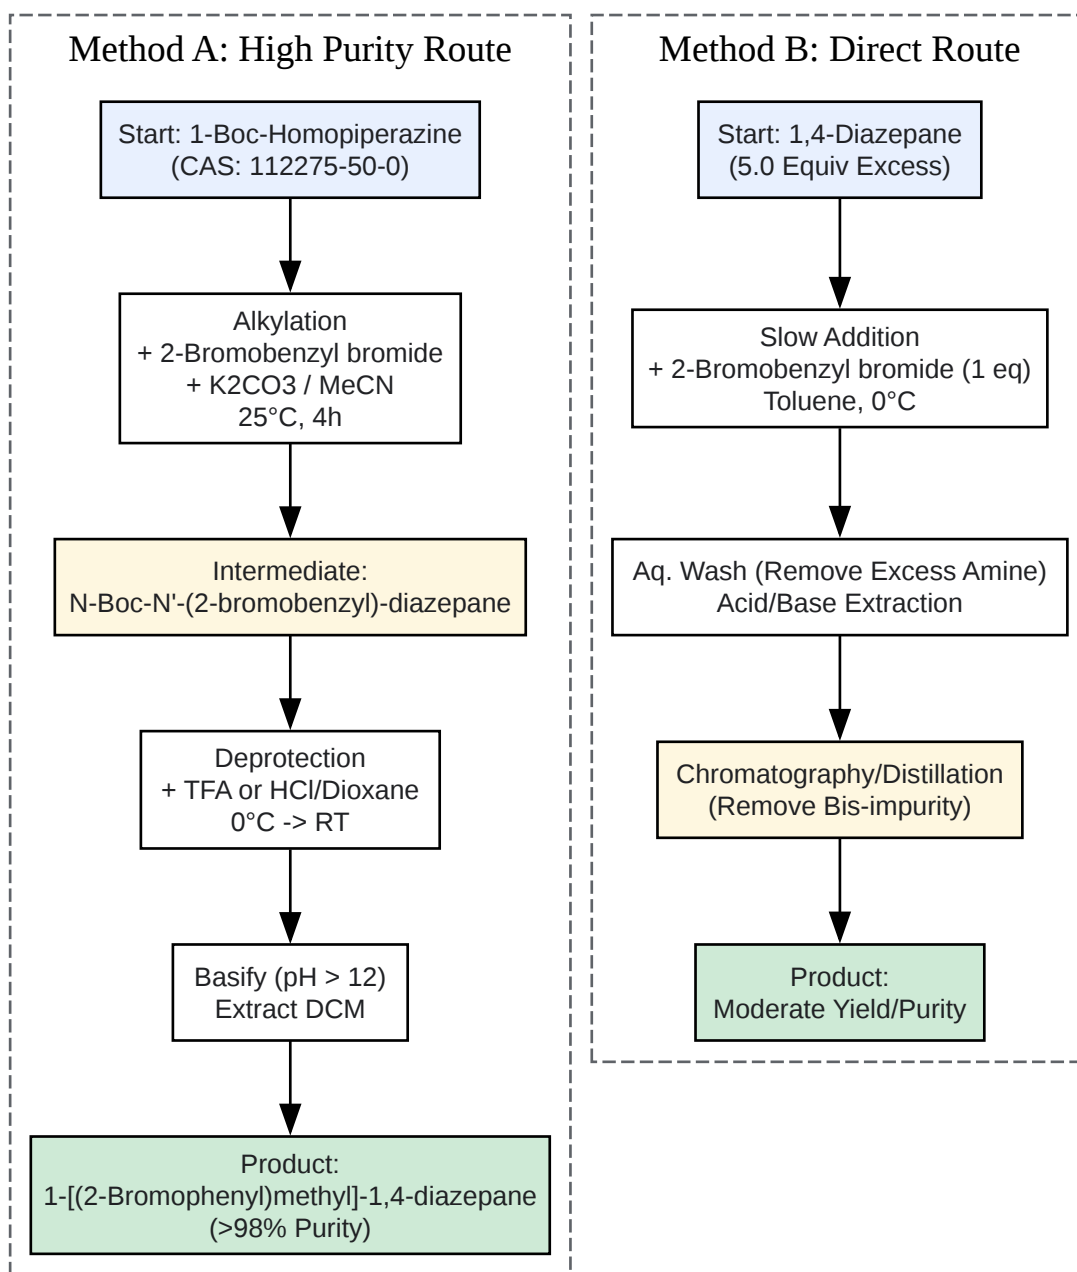 Method A: High Purity Route
Start: 1-Boc-Homopiperazine
(CAS: 112275-50-0)
Alkylation
+ 2-Bromobenzyl bromide
+ K2CO3 / MeCN
25°C, 4h
Intermediate:
N-Boc-N'-(2-bromobenzyl)-diazepane
Deprotection
+ TFA or HCl/Dioxane
0°C -> RT
Basify (pH > 12)
Extract DCM
Product:
1-[(2-Bromophenyl)methyl]-1,4-diazepane
(>98% Purity)
Method B: Direct Route
Start: 1,4-Diazepane
(5.0 Equiv Excess)
Slow Addition
+ 2-Bromobenzyl bromide (1 eq)
Toluene, 0°C
Aq. Wash (Remove Excess Amine)
Acid/Base Extraction
Chromatography/Distillation
(Remove Bis-impurity)
Product:
Moderate Yield/Purity